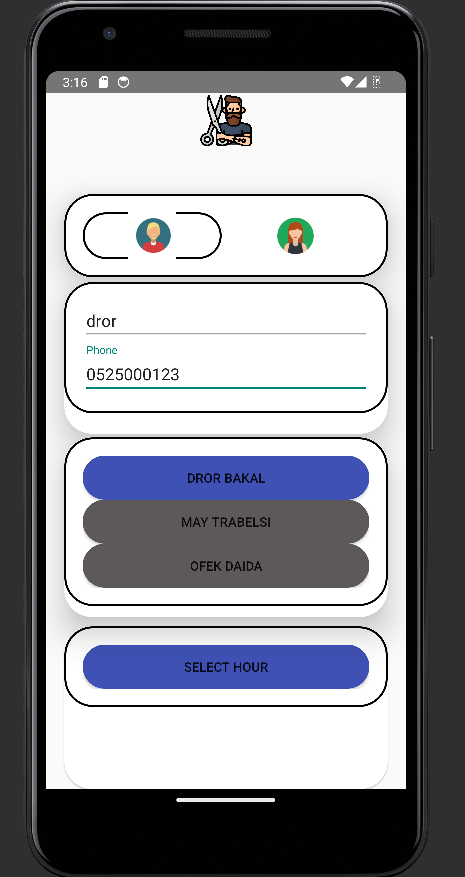 3:16
dror
Phone
0525000123
DROR BAKAL
MAY TRABELSI
OFEK DAIDA
SELECT HOUR